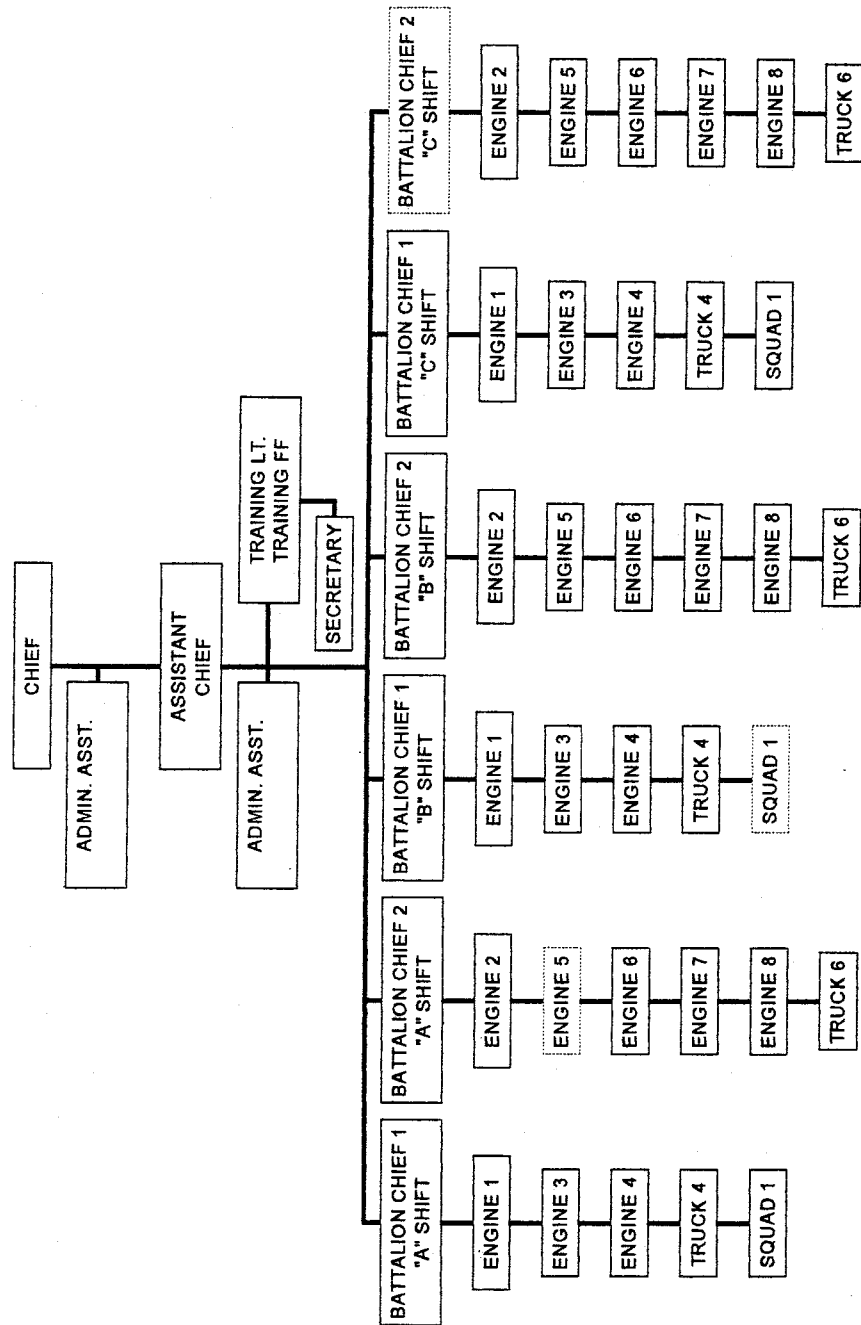 CHIEF
ADMIN. ASST.
ASSISTANT
CHIEF
ADMIN. ASST.
TRAINING LT.
TRAINING FF
SECRETARY
BATTALION CHIEF 1
"A" SHIFT
ENGINE 1
ENGINE 3
ENGINE 4
TRUCK 4
SQUAD 1
BATTALION CHIEF 2
"A" SHIFT
ENGINE 2
ENGINE 5
ENGINE 6
ENGINE 7
ENGINE 8
TRUCK 6
BATTALION CHIEF 1
"B" SHIFT
ENGINE 1
ENGINE 3
ENGINE 4
TRUCK 4
SQUAD 1
BATTALION CHIEF 2
"B" SHIFT
ENGINE 2
ENGINE 5
ENGINE 6
ENGINE 7
ENGINE 8
TRUCK 6
BATTALION CHIEF 1
"C" SHIFT
ENGINE 1
ENGINE 3
ENGINE 4
TRUCK 4
SQUAD 1
BATTALION CHIEF 2
"C" SHIFT
ENGINE 2
ENGINE 5
ENGINE 6
ENGINE 7
ENGINE 8
TRUCK 6